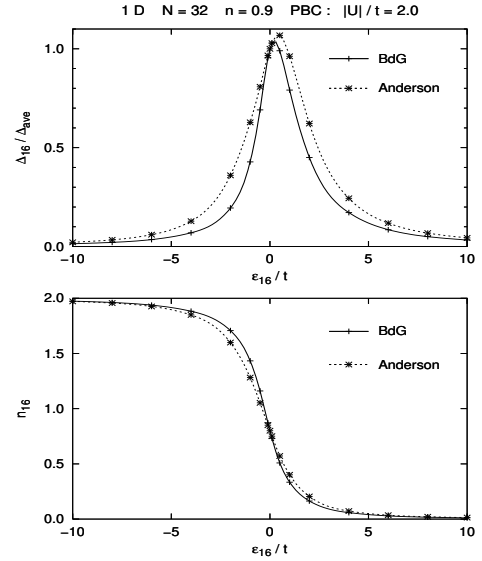 1 D N = 32 n = 0.9 PBC : |U| / t = 2.0
1.0
0.5
0.0
Δ16 / Δave
BdG
Anderson
−10 −5 0 5 10
ε16 / t
2.0
1.5
1.0
0.5
0.0
n16
BdG
Anderson
−10 −5 0 5 10
ε16 / t